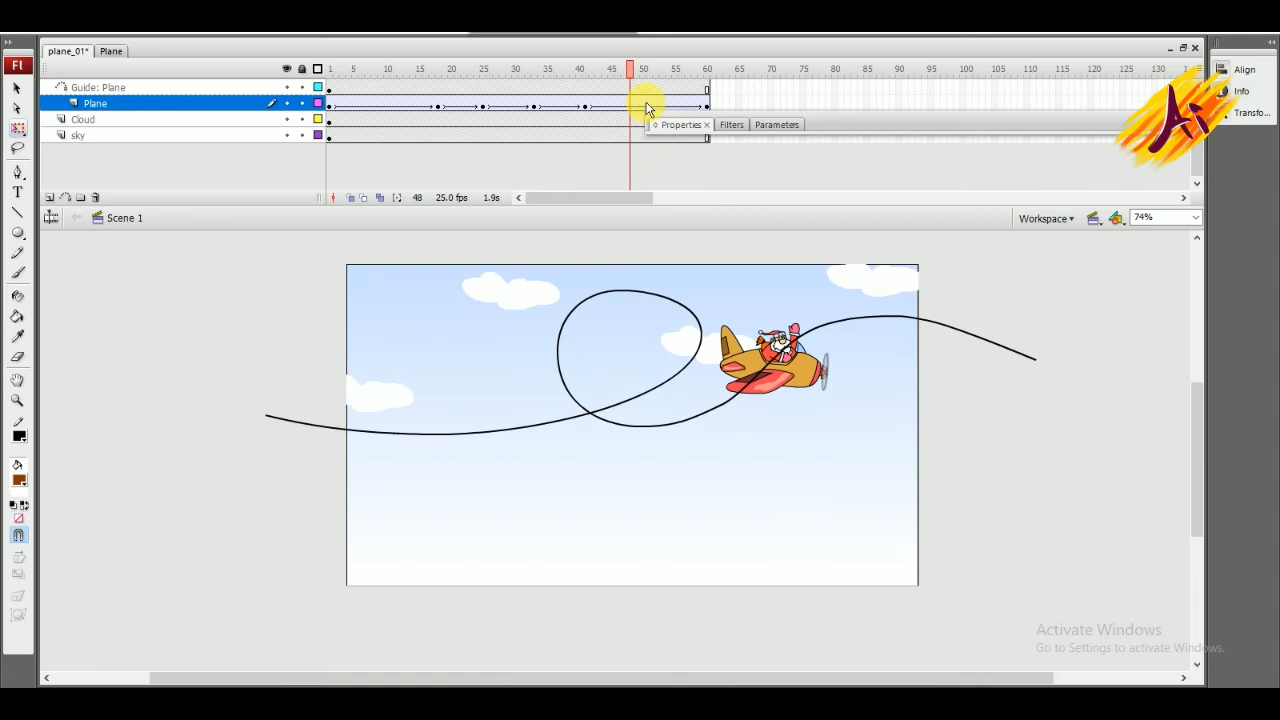 Fl
plane_01* Plane
1 5 10 15 20 25 30 35 40 45 50 55 60 65 70 75 80 85 90 95 100 105 110 115 120 125 130 135
Guide: Plane
Plane
Cloud
sky
Properties × Filters Parameters
48 25.0 fps 1.9s
Scene 1
Workspace
74%
Align
Info
Transfo...
Ai
T
Activate Windows
Go to Settings to activate Windows.